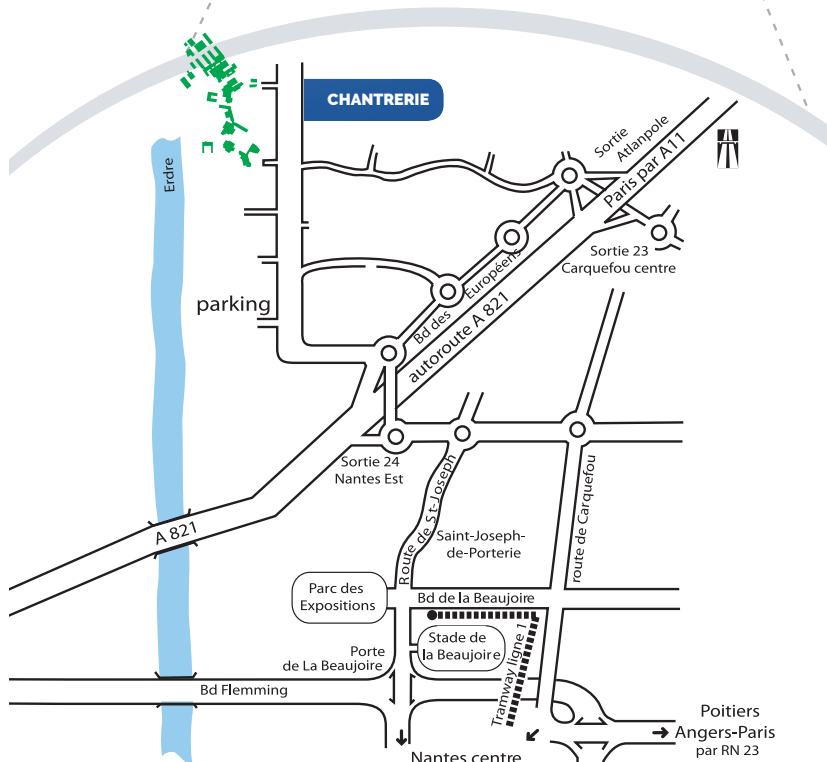 CHANTRERIE
Sortie
Atlanpole
Paris par A11
Erdre
Sortie 23
Carquefou centre
parking
Bd des Européens
autoroute A 821
Sortie 24
Nantes Est
Route de St-Joseph
route de Carquefou
A 821
Saint-Joseph-
de-Porterie
Parc des
Expositions
Bd de la Beaujoire
Stade de
la Beaujoire
Porte
de La Beaujoire
Tramway ligne 1
Bd Flemming
Poitiers
Angers-Paris
par RN 23
Nantes centre